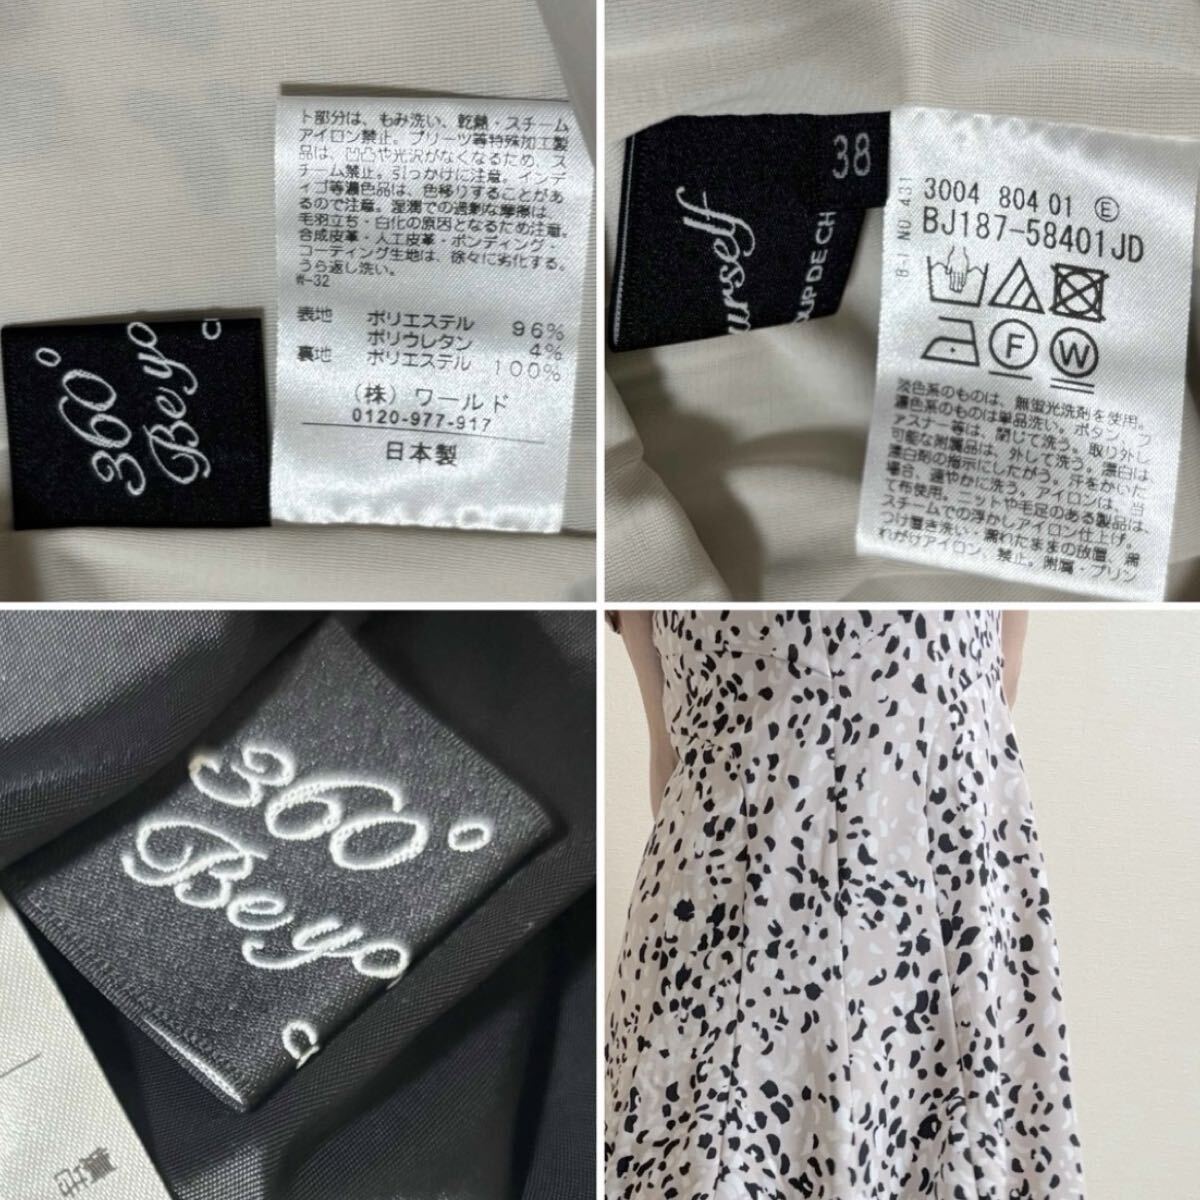 ト部分は、もみ洗い、乾熱・スチーム
アイロン禁止。プリーツ等特殊加工製
品は、凹凸や光沢がなくなるため、ス
チーム禁止。引っかけに注意。インデ
ィゴ等濃色品は、色移りすることがあ
るので注意。湿潤での過剰な摩擦は、
毛羽立ち・白化の原因となるため注意。
合成皮革・人工皮革・ボンディング・
コーティング生地は、徐々に劣化する。
うら返し洗い。
W-32
表地 ポリエステル 96%
ポリウレタン 4%
裏地 ポリエステル 100%
(株)ワールド
0120-977-917
日本製
360°
Beyo
38
urself
OUP DE CH
B-1 NO.431
3004 804 01 Ⓔ
BJ187-58401JD
F W
淡色系のものは、無蛍光洗剤を使用。
濃色系のものは単品洗い。ボタン、フ
ァスナー等は、閉じて洗う。取り外し
可能な附属品は、外して洗う。漂白は
漂白剤の指示にしたがう。汗をかいた
場合、速やかに洗う。アイロンは、当
て布使用。ニットや毛足のある製品は、
スチームでの浮かしアイロン仕上げ。
つけ置き洗い・濡れたままの放置、濡
れがけアイロン、禁止。附属・プリン
360°
Beyo